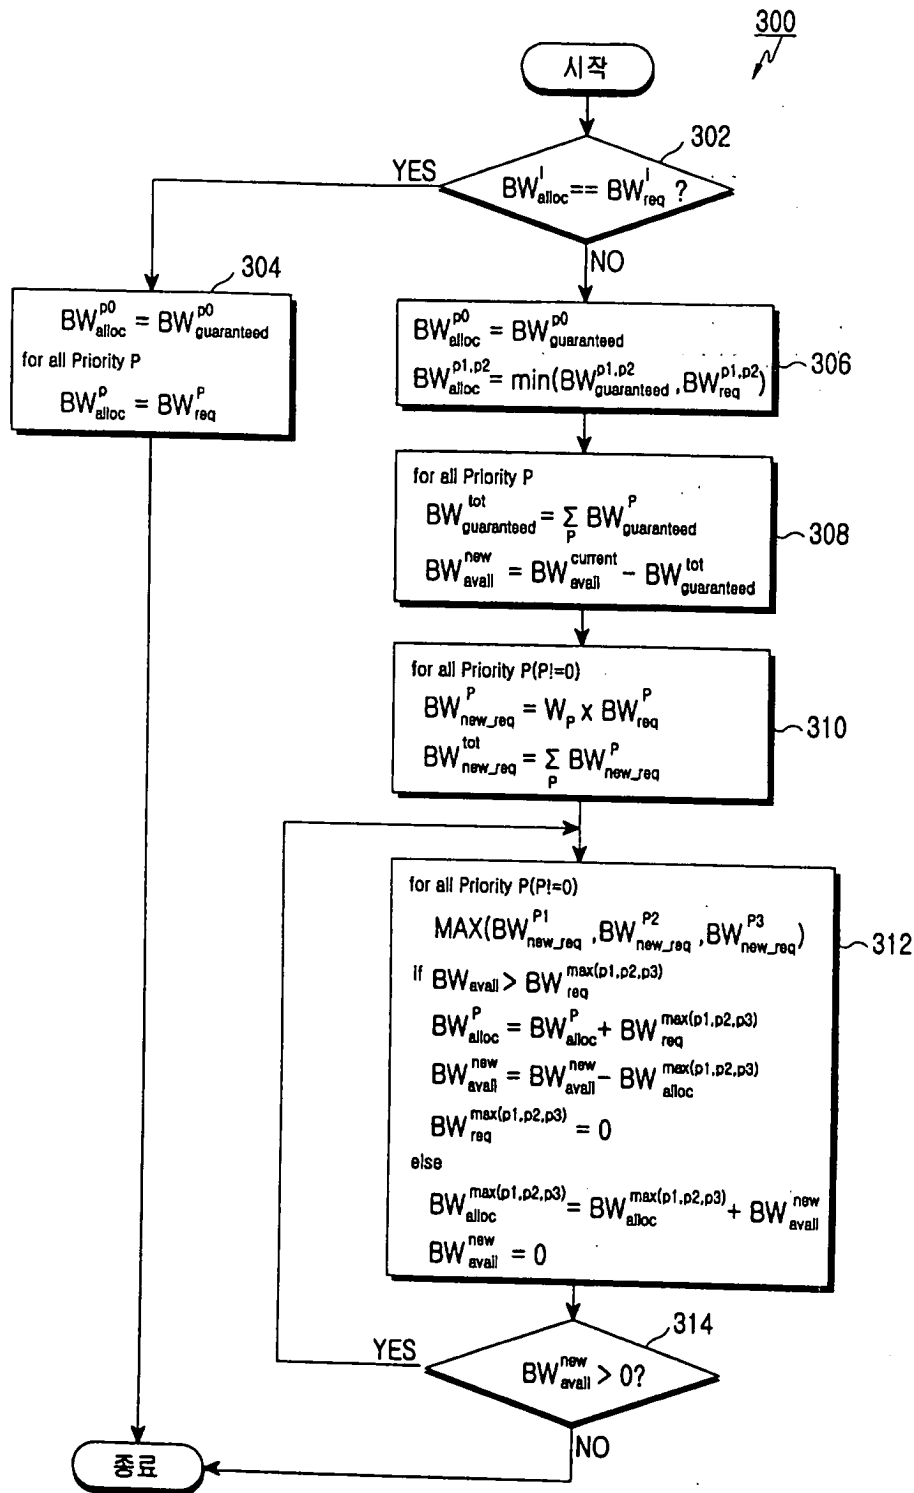 300
시작
302
BW^I_alloc == BW^I_req ?
YES
NO
304
BW^p0_alloc = BW^p0_guaranteed
for all Priority P
BW^p_alloc = BW^P_req
BW^p0_alloc = BW^p0_guaranteed
BW^p1,p2_alloc = min(BW^p1,p2_guaranteed , BW^p1,p2_req)
306
for all Priority P
BW^tot_guaranteed = Σ_P BW^P_guaranteed
BW^new_avail = BW^current_avail - BW^tot_guaranteed
308
for all Priority P(P!=0)
BW^P_new_req = W_P x BW^P_req
BW^tot_new_req = Σ_P BW^P_new_req
310
for all Priority P(P!=0)
MAX(BW^P1_new_req , BW^P2_new_req , BW^P3_new_req)
if BW_avail > BW^max(p1,p2,p3)_req
BW^P_alloc = BW^P_alloc + BW^max(p1,p2,p3)_req
BW^new_avail = BW^new_avail - BW^max(p1,p2,p3)_alloc
BW^max(p1,p2,p3)_req = 0
else
BW^max(p1,p2,p3)_alloc = BW^max(p1,p2,p3)_alloc + BW^new_avail
BW^new_avail = 0
312
314
YES
BW^new_avail > 0?
NO
종료